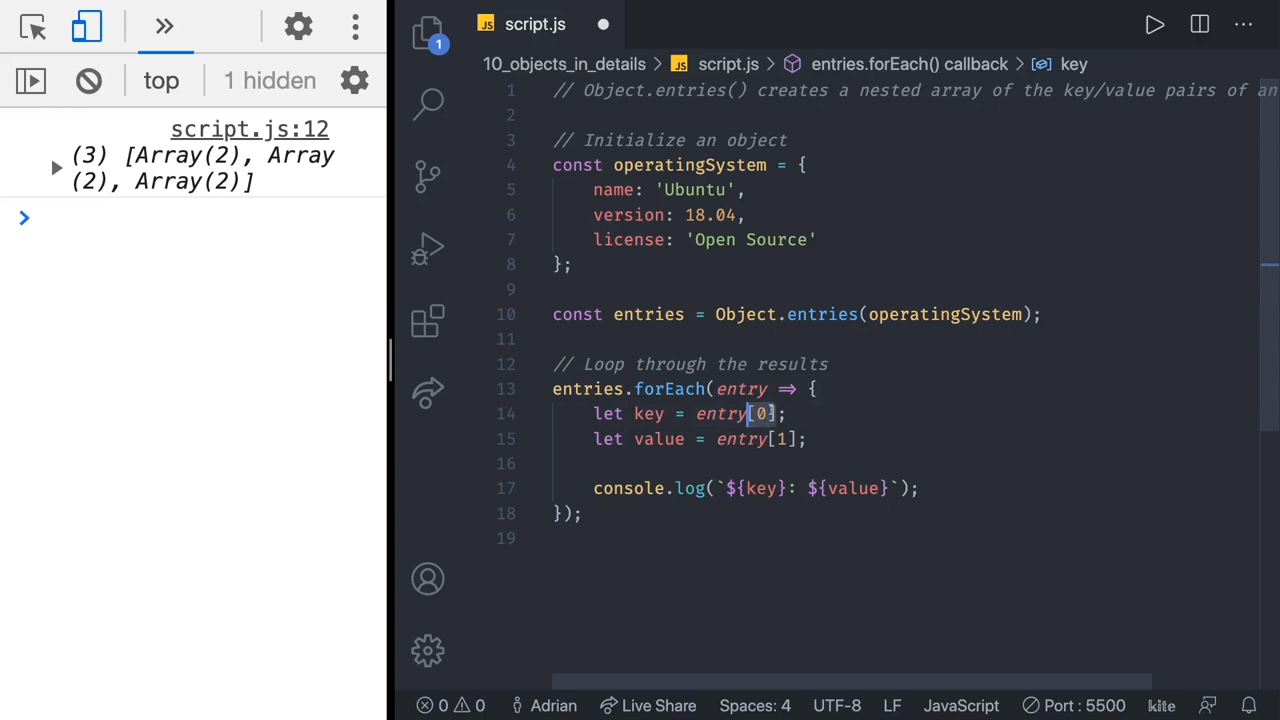 top
1 hidden
script.js:12
(3) [Array(2), Array
(2), Array(2)]
1
JS script.js
10_objects_in_details > JS script.js > entries.forEach() callback > key
1 // Object.entries() creates a nested array of the key/value pairs of an
2
3 // Initialize an object
4 const operatingSystem = {
5 name: 'Ubuntu',
6 version: 18.04,
7 license: 'Open Source'
8 };
9
10 const entries = Object.entries(operatingSystem);
11
12 // Loop through the results
13 entries.forEach(entry => {
14 let key = entry[0];
15 let value = entry[1];
16
17 console.log(`${key}: ${value}`);
18 });
19
0 0 Adrian Live Share Spaces: 4 UTF-8 LF JavaScript Port : 5500 kite